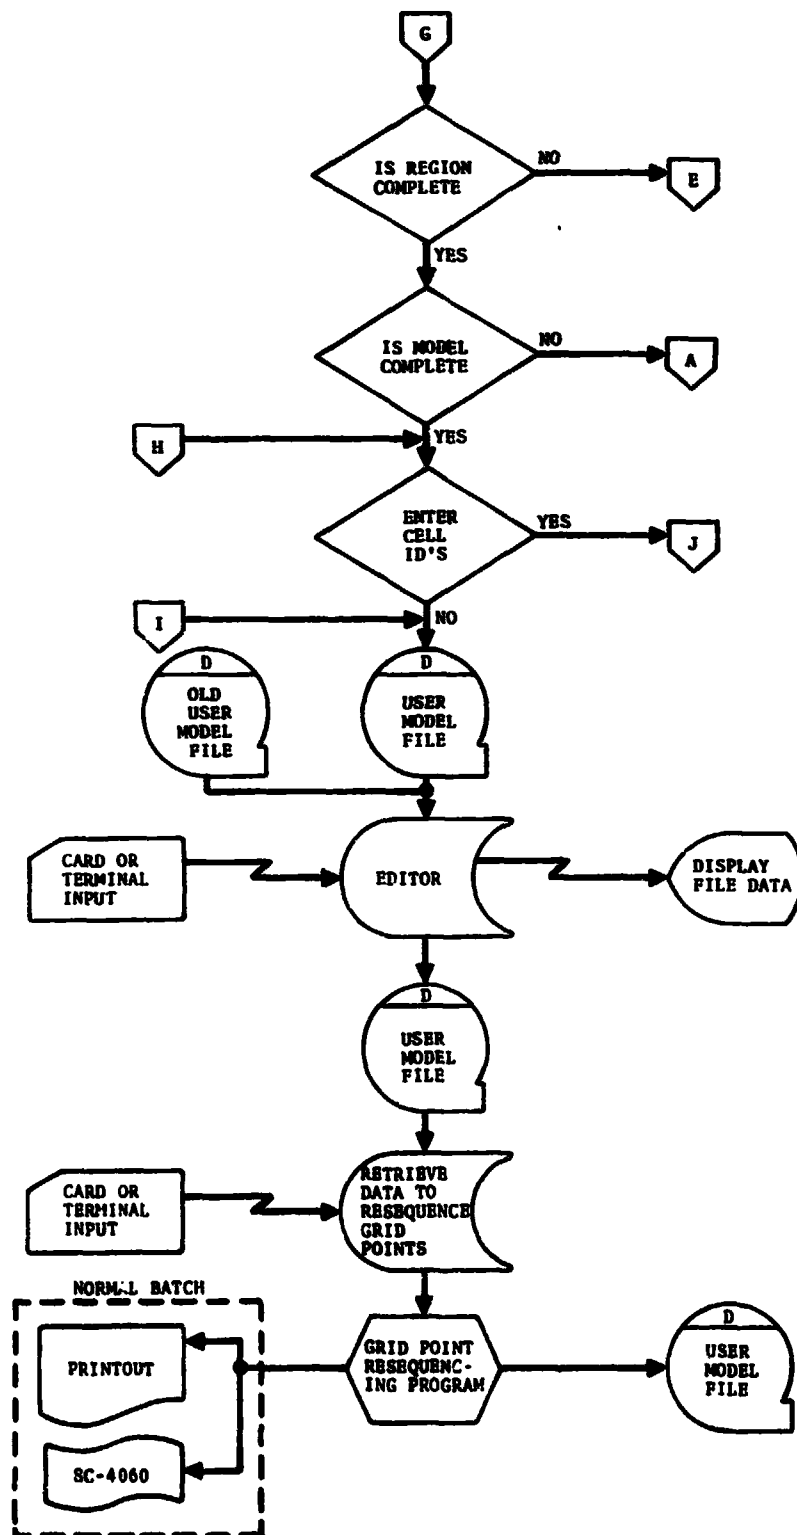 G
IS REGION
COMPLETE
NO
E
YES
IS MODEL
COMPLETE
NO
A
H
YES
ENTER
CELL
ID'S
YES
J
I
NO
D
OLD
USER
MODEL
FILE
D
USER
MODEL
FILE
CARD OR
TERMINAL
INPUT
EDITOR
DISPLAY
FILE DATA
D
USER
MODEL
FILE
CARD OR
TERMINAL
INPUT
RETRIEVE
DATA TO
RESEQUENCE
GRID
POINTS
NORMAL BATCH
PRINTOUT
SC-4060
GRID POINT
RESEQUENC-
ING PROGRAM
D
USER
MODEL
FILE